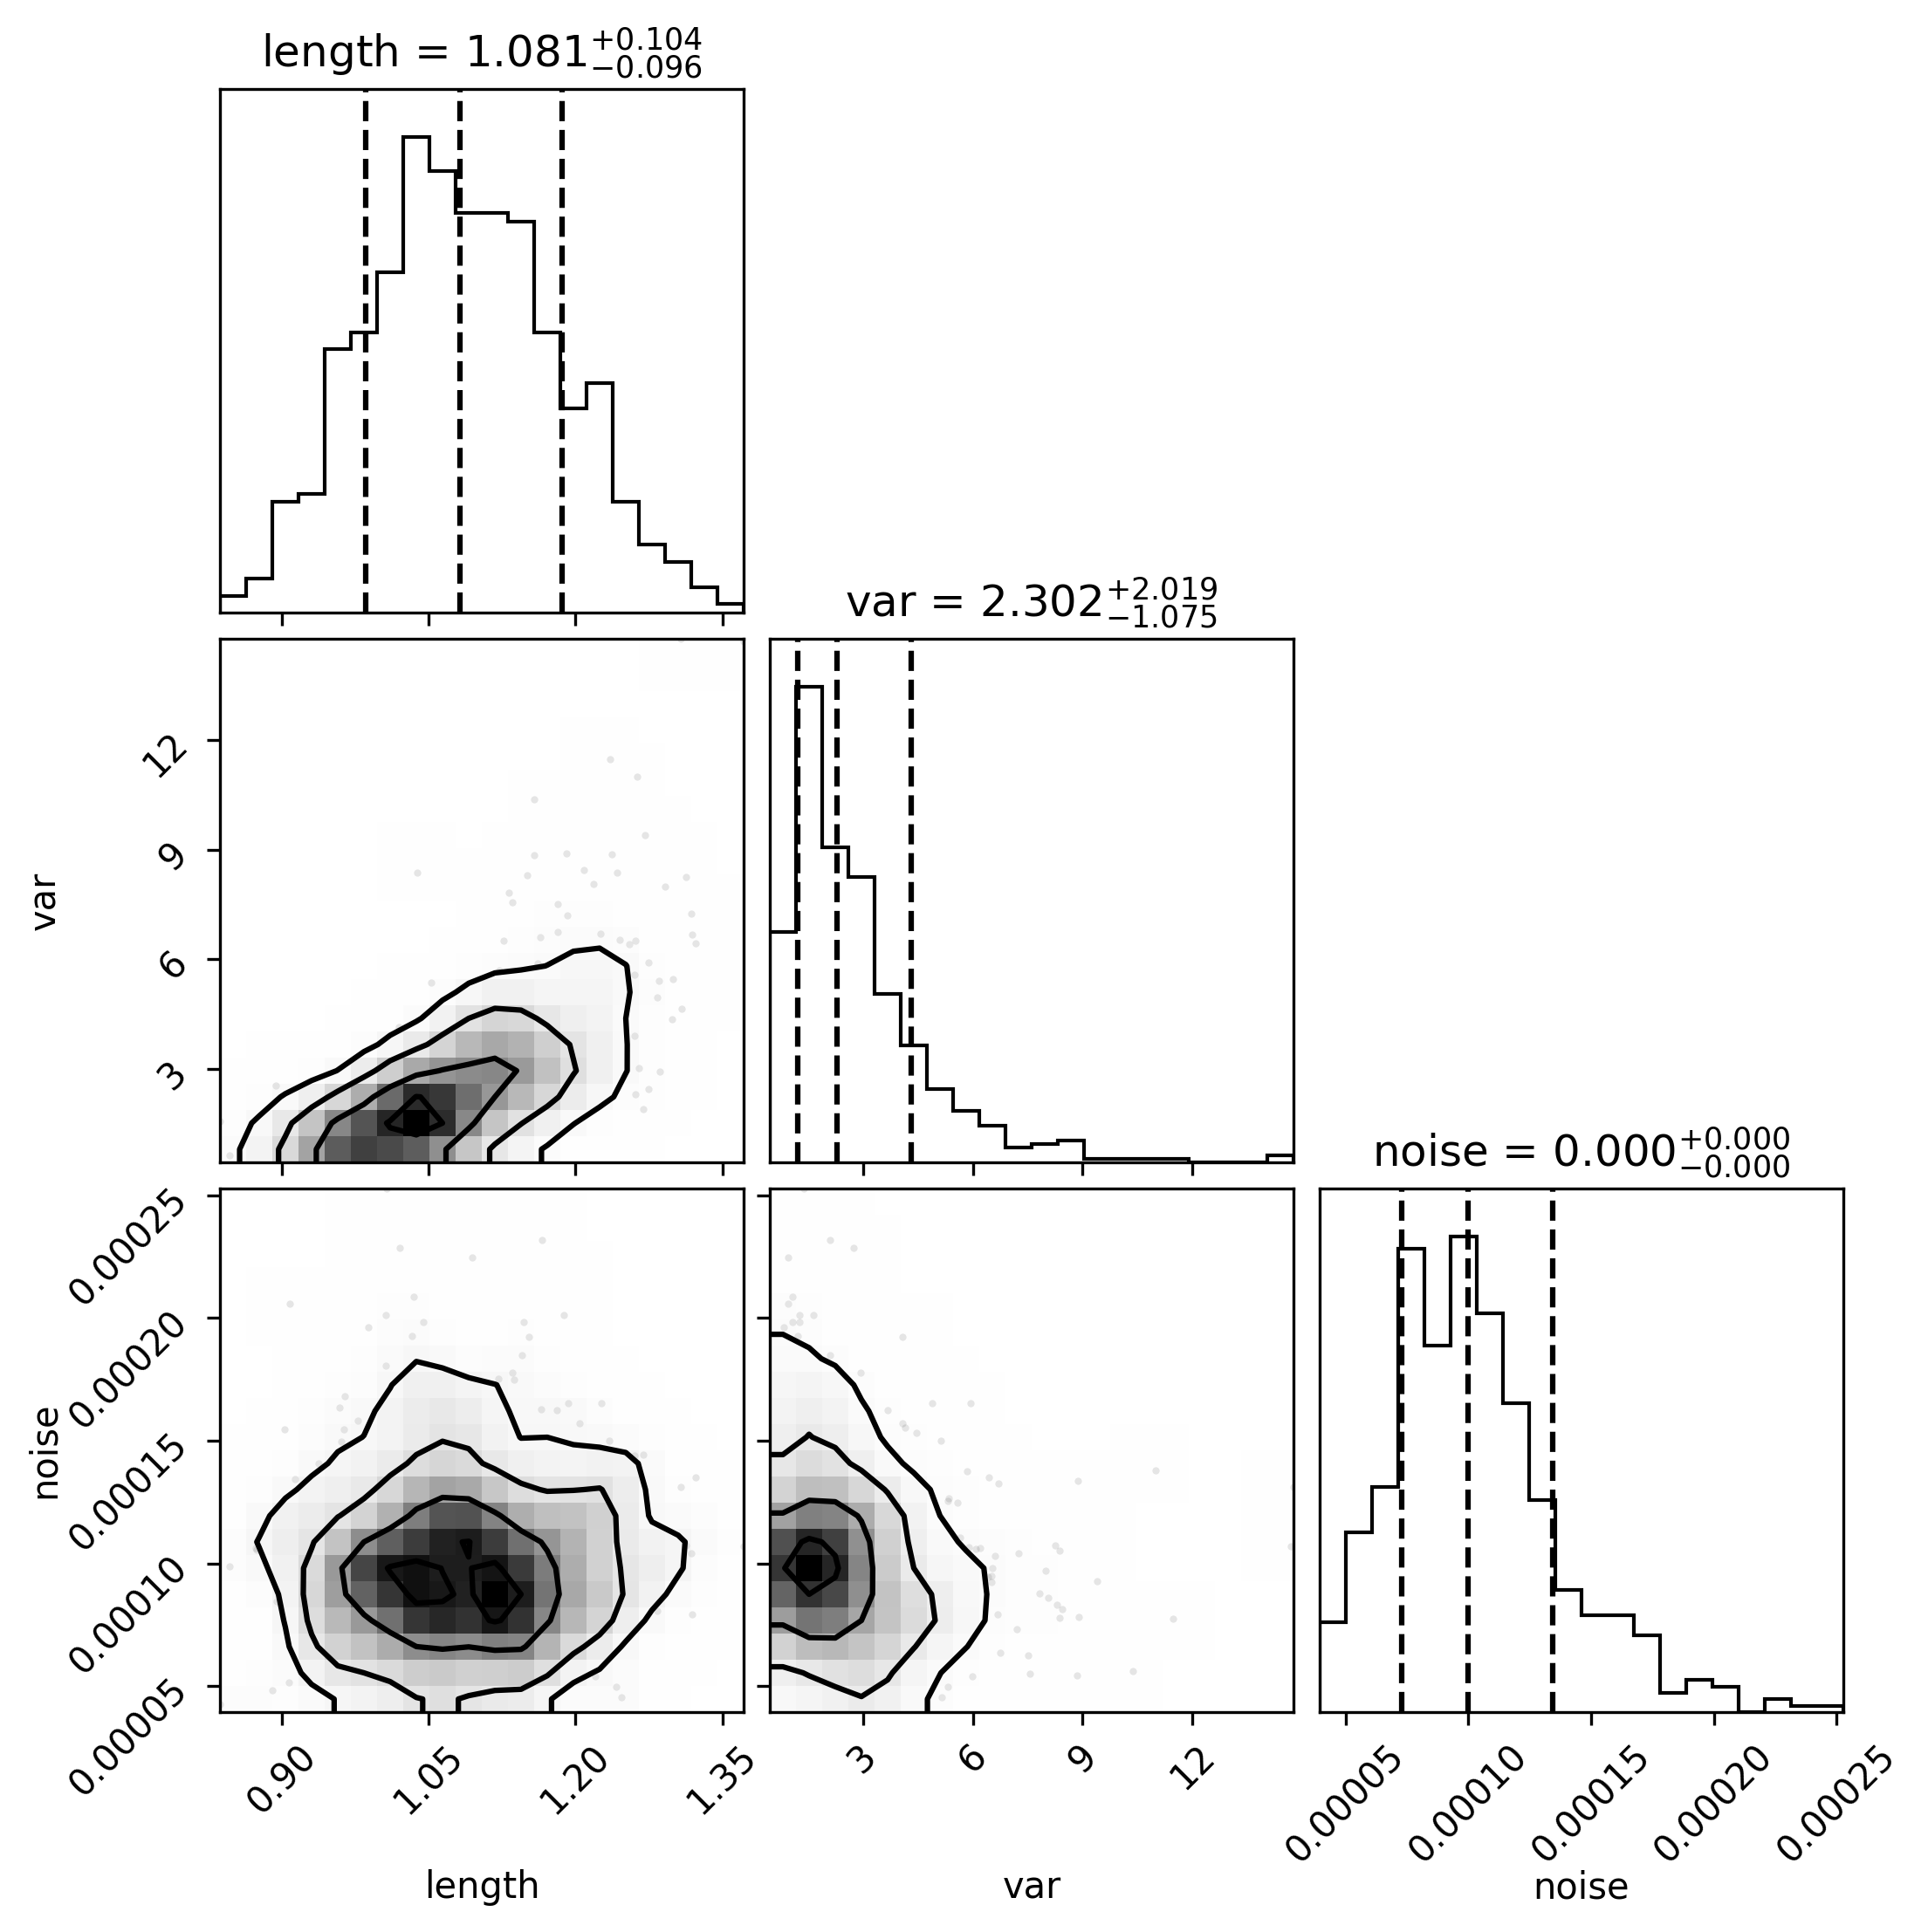 length = 1.081+0.104−0.096
var = 2.302+2.019−1.075
12
9
6
3
var
noise = 0.000+0.000−0.000
0.00025
0.00020
0.00015
0.00010
0.00005
noise
0.90 1.05 1.20 1.35
3 6 9 12
0.00005 0.00010 0.00015 0.00020 0.00025
length var noise